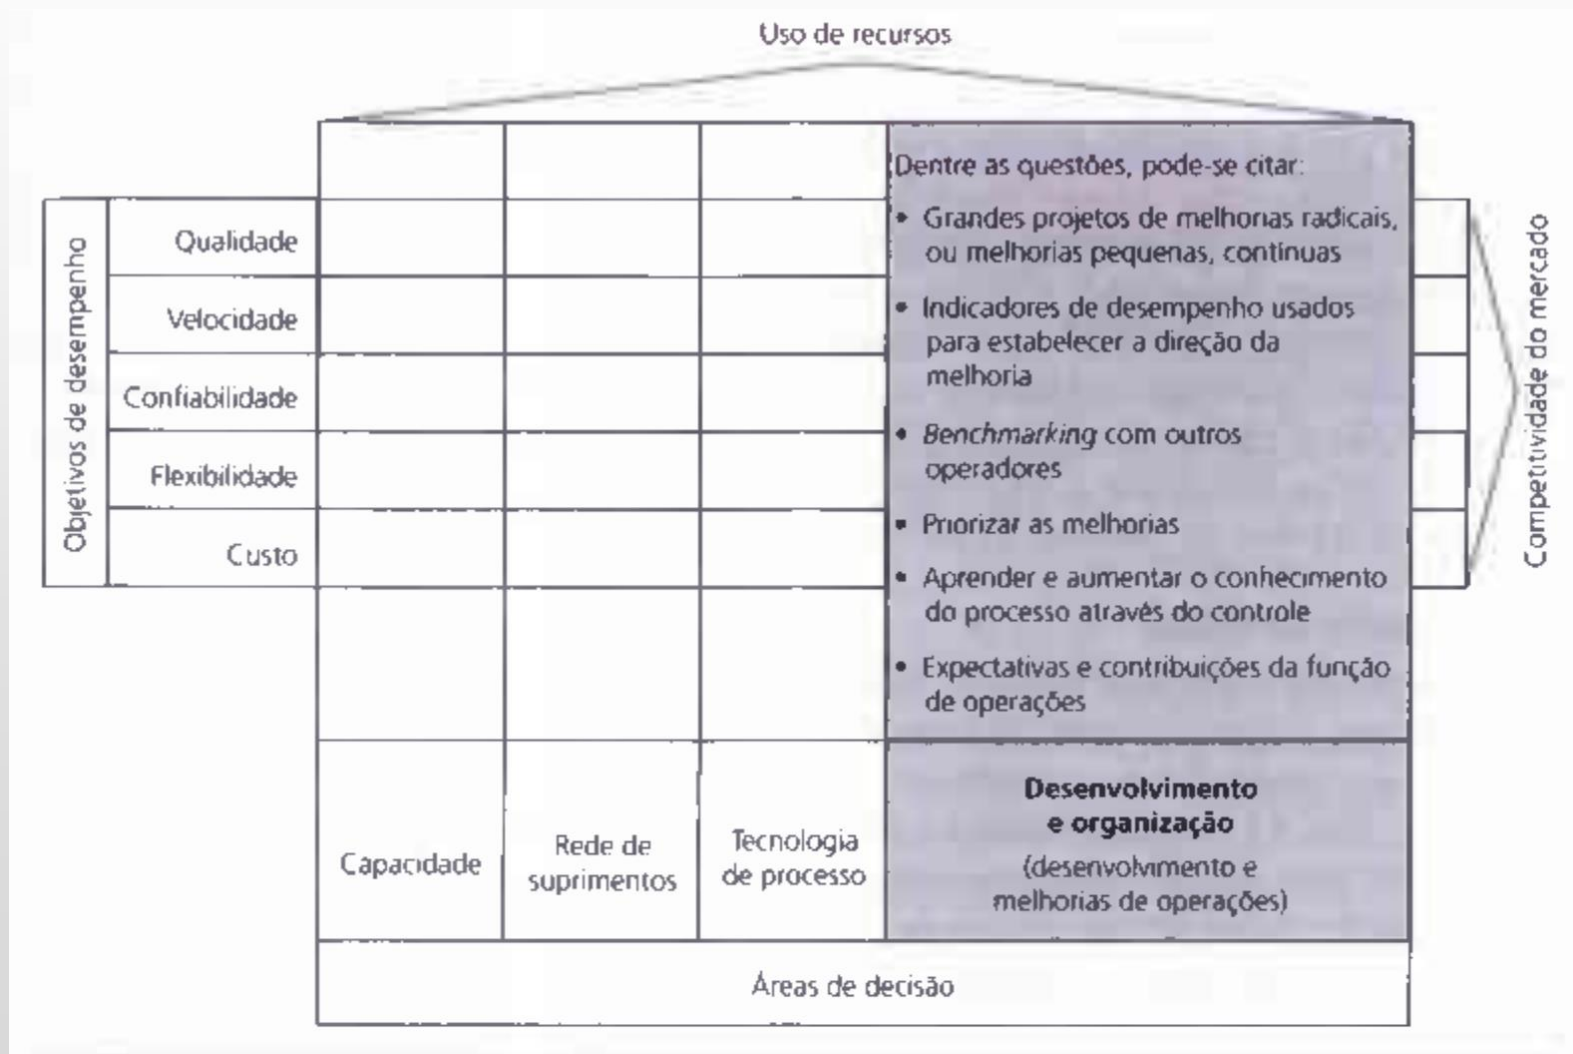 Uso de recursos
Dentre as questões, pode-se citar:
• Grandes projetos de melhorias radicais,
ou melhorias pequenas, contínuas
• Indicadores de desempenho usados
para estabelecer a direção da
melhoria
• Benchmarking com outros
operadores
• Priorizar as melhorias
• Aprender e aumentar o conhecimento
do processo através do controle
• Expectativas e contribuições da função
de operações
Objetivos de desempenho
Qualidade
Velocidade
Confiabilidade
Flexibilidade
Custo
Competitividade do mercado
Capacidade
Rede de
suprimentos
Tecnologia
de processo
Desenvolvimento
e organização
(desenvolvimento e
melhorias de operações)
Áreas de decisão